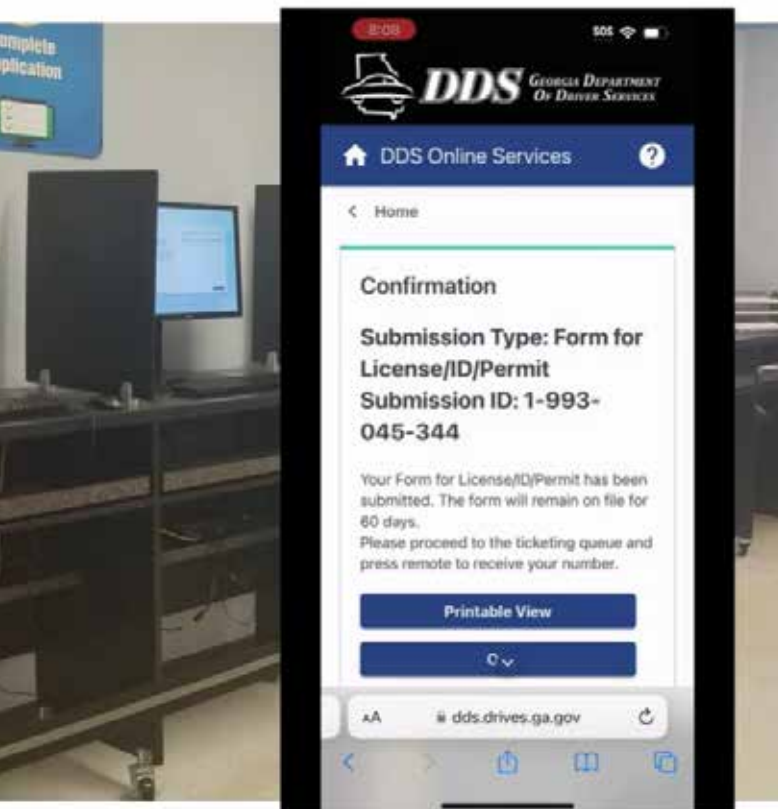 Complete
Application
8:08
SOS
DDS GEORGIA DEPARTMENT
OF DRIVER SERVICES
DDS Online Services ?
< Home
Confirmation
Submission Type: Form for
License/ID/Permit
Submission ID: 1-993-
045-344
Your Form for License/ID/Permit has been
submitted. The form will remain on file for
60 days.
Please proceed to the ticketing queue and
press remote to receive your number.
Printable View
AA dds.drives.ga.gov